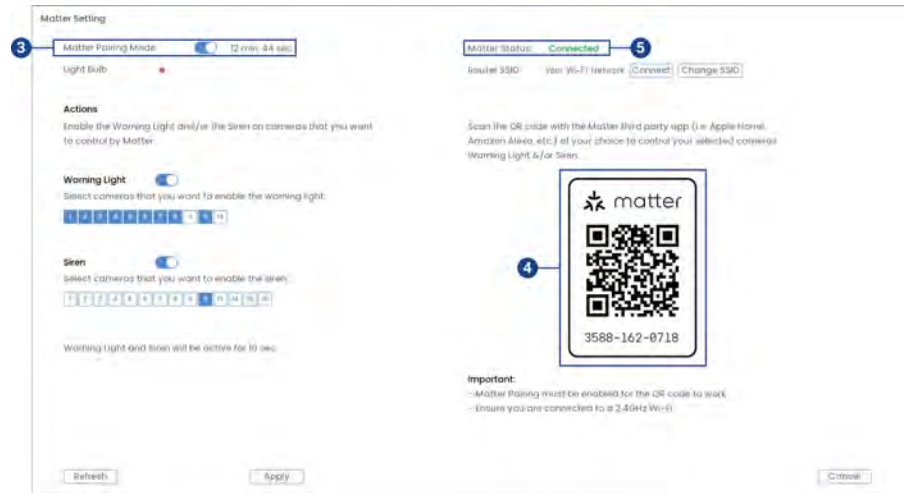 Matter Setting
3
Matter Pairing Mode 12 min 44 sec
Light Bulb
Actions
Enable the Warning Light and/or the Siren on cameras that you want
to control by Matter
Warning Light
Select cameras that you want to enable the warning light:
Siren
Select cameras that you want to enable the siren:
Warning Light and Siren will be active for 10 sec
Refresh
Apply
Matter Status: Connected
5
Router SSID: Your Wi-Fi Network Connect Change SSID
Scan the QR code with the Matter third party app (i.e. Apple Home,
Amazon Alexa, etc.) of your choice to control your selected cameras
Warning Light &/or Siren
4
matter
3588-162-0718
Important:
- Matter Pairing must be enabled for the QR code to work
- Ensure you are connected to a 2.4GHz Wi-Fi
Cancel